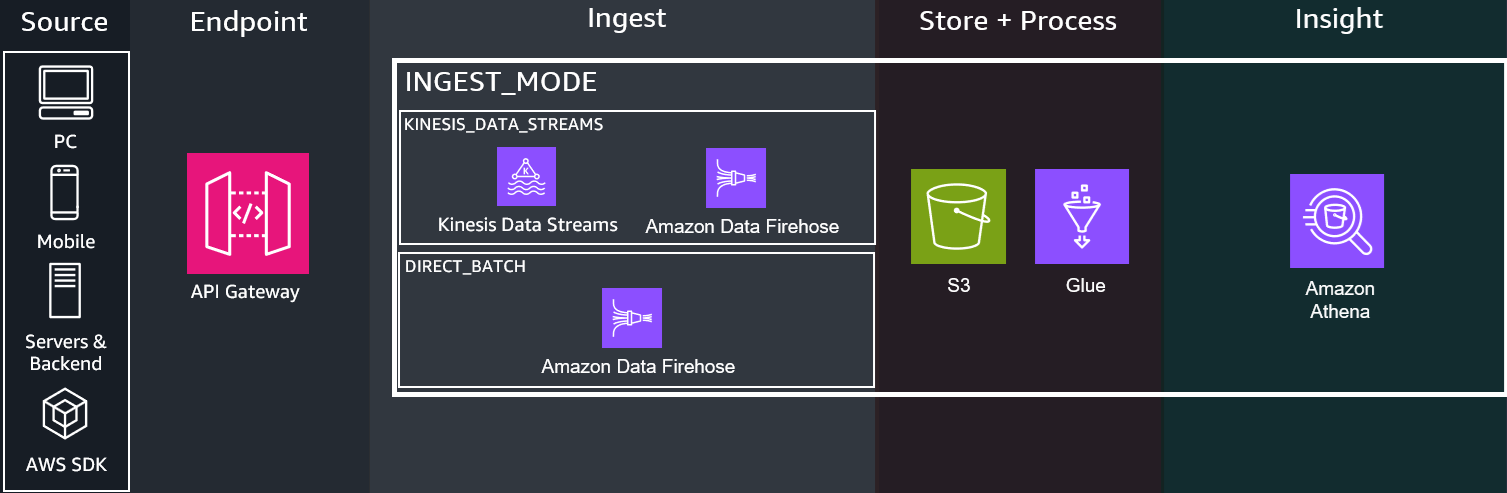 Source
Endpoint
Ingest
Store + Process
Insight
PC
Mobile
Servers &
Backend
AWS SDK
API Gateway
INGEST_MODE
KINESIS_DATA_STREAMS
K
Kinesis Data Streams
Amazon Data Firehose
DIRECT_BATCH
Amazon Data Firehose
S3
Glue
Amazon
Athena